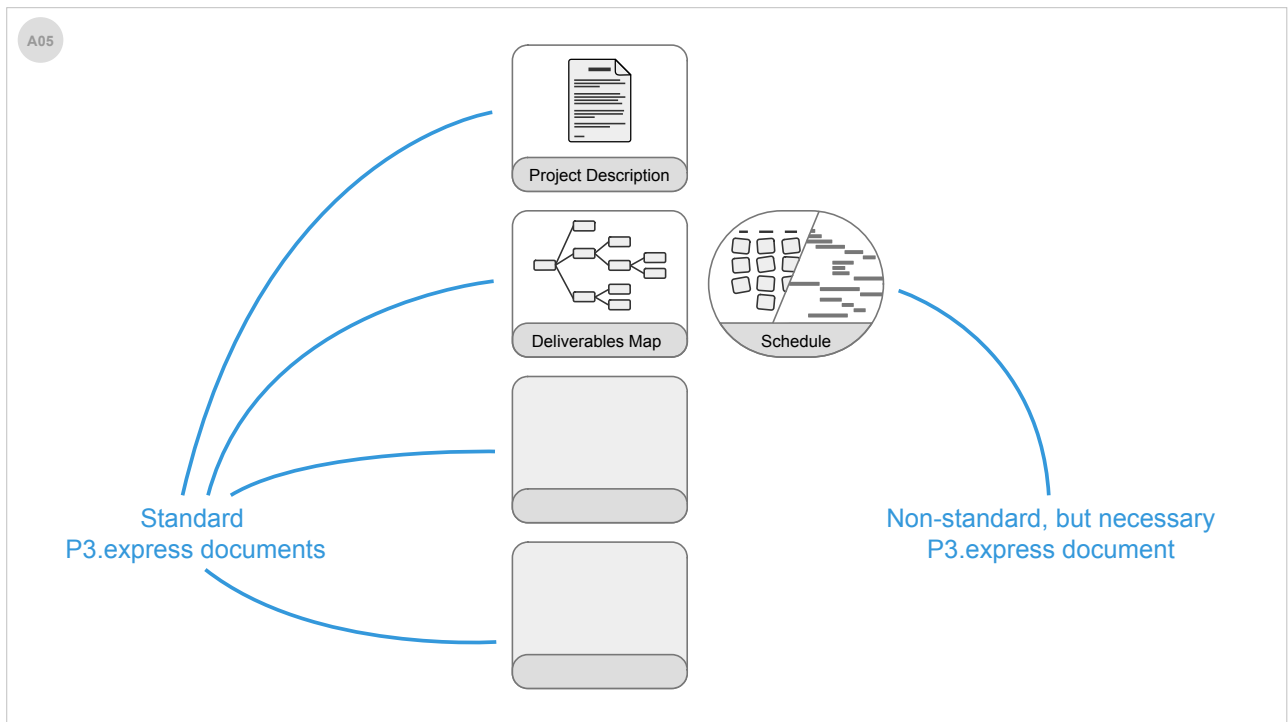 A05
Project Description
Deliverables Map
Schedule
Standard
P3.express documents
Non-standard, but necessary
P3.express document